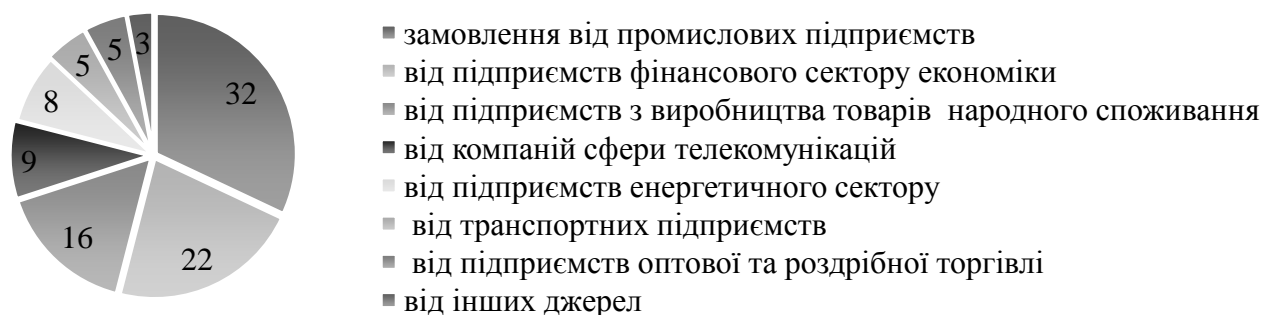 32
22
16
9
8
5
5
3
замовлення від промислових підприємств
від підприємств фінансового сектору економіки
від підприємств з виробництва товарів народного споживання
від компаній сфери телекомунікацій
від підприємств енергетичного сектору
від транспортних підприємств
від підприємств оптової та роздрібної торгівлі
від інших джерел